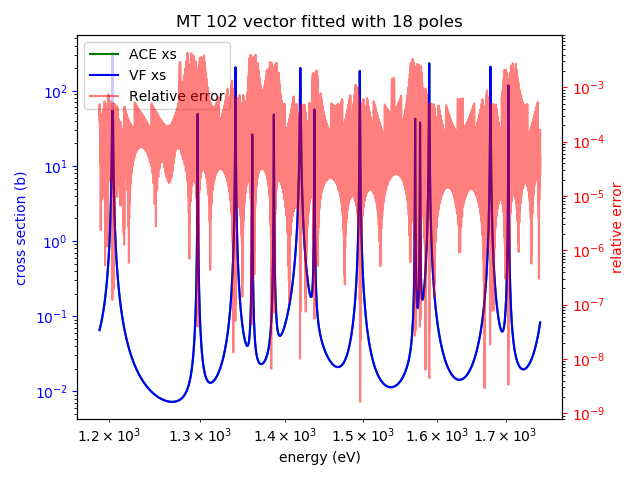 MT 102 vector fitted with 18 poles
ACE xs
VF xs
Relative error
cross section (b)
10² 10¹ 10⁰ 10⁻¹ 10⁻²
relative error
10⁻³ 10⁻⁴ 10⁻⁵ 10⁻⁶ 10⁻⁷ 10⁻⁸ 10⁻⁹
1.2 × 10³ 1.3 × 10³ 1.4 × 10³ 1.5 × 10³ 1.6 × 10³ 1.7 × 10³
energy (eV)